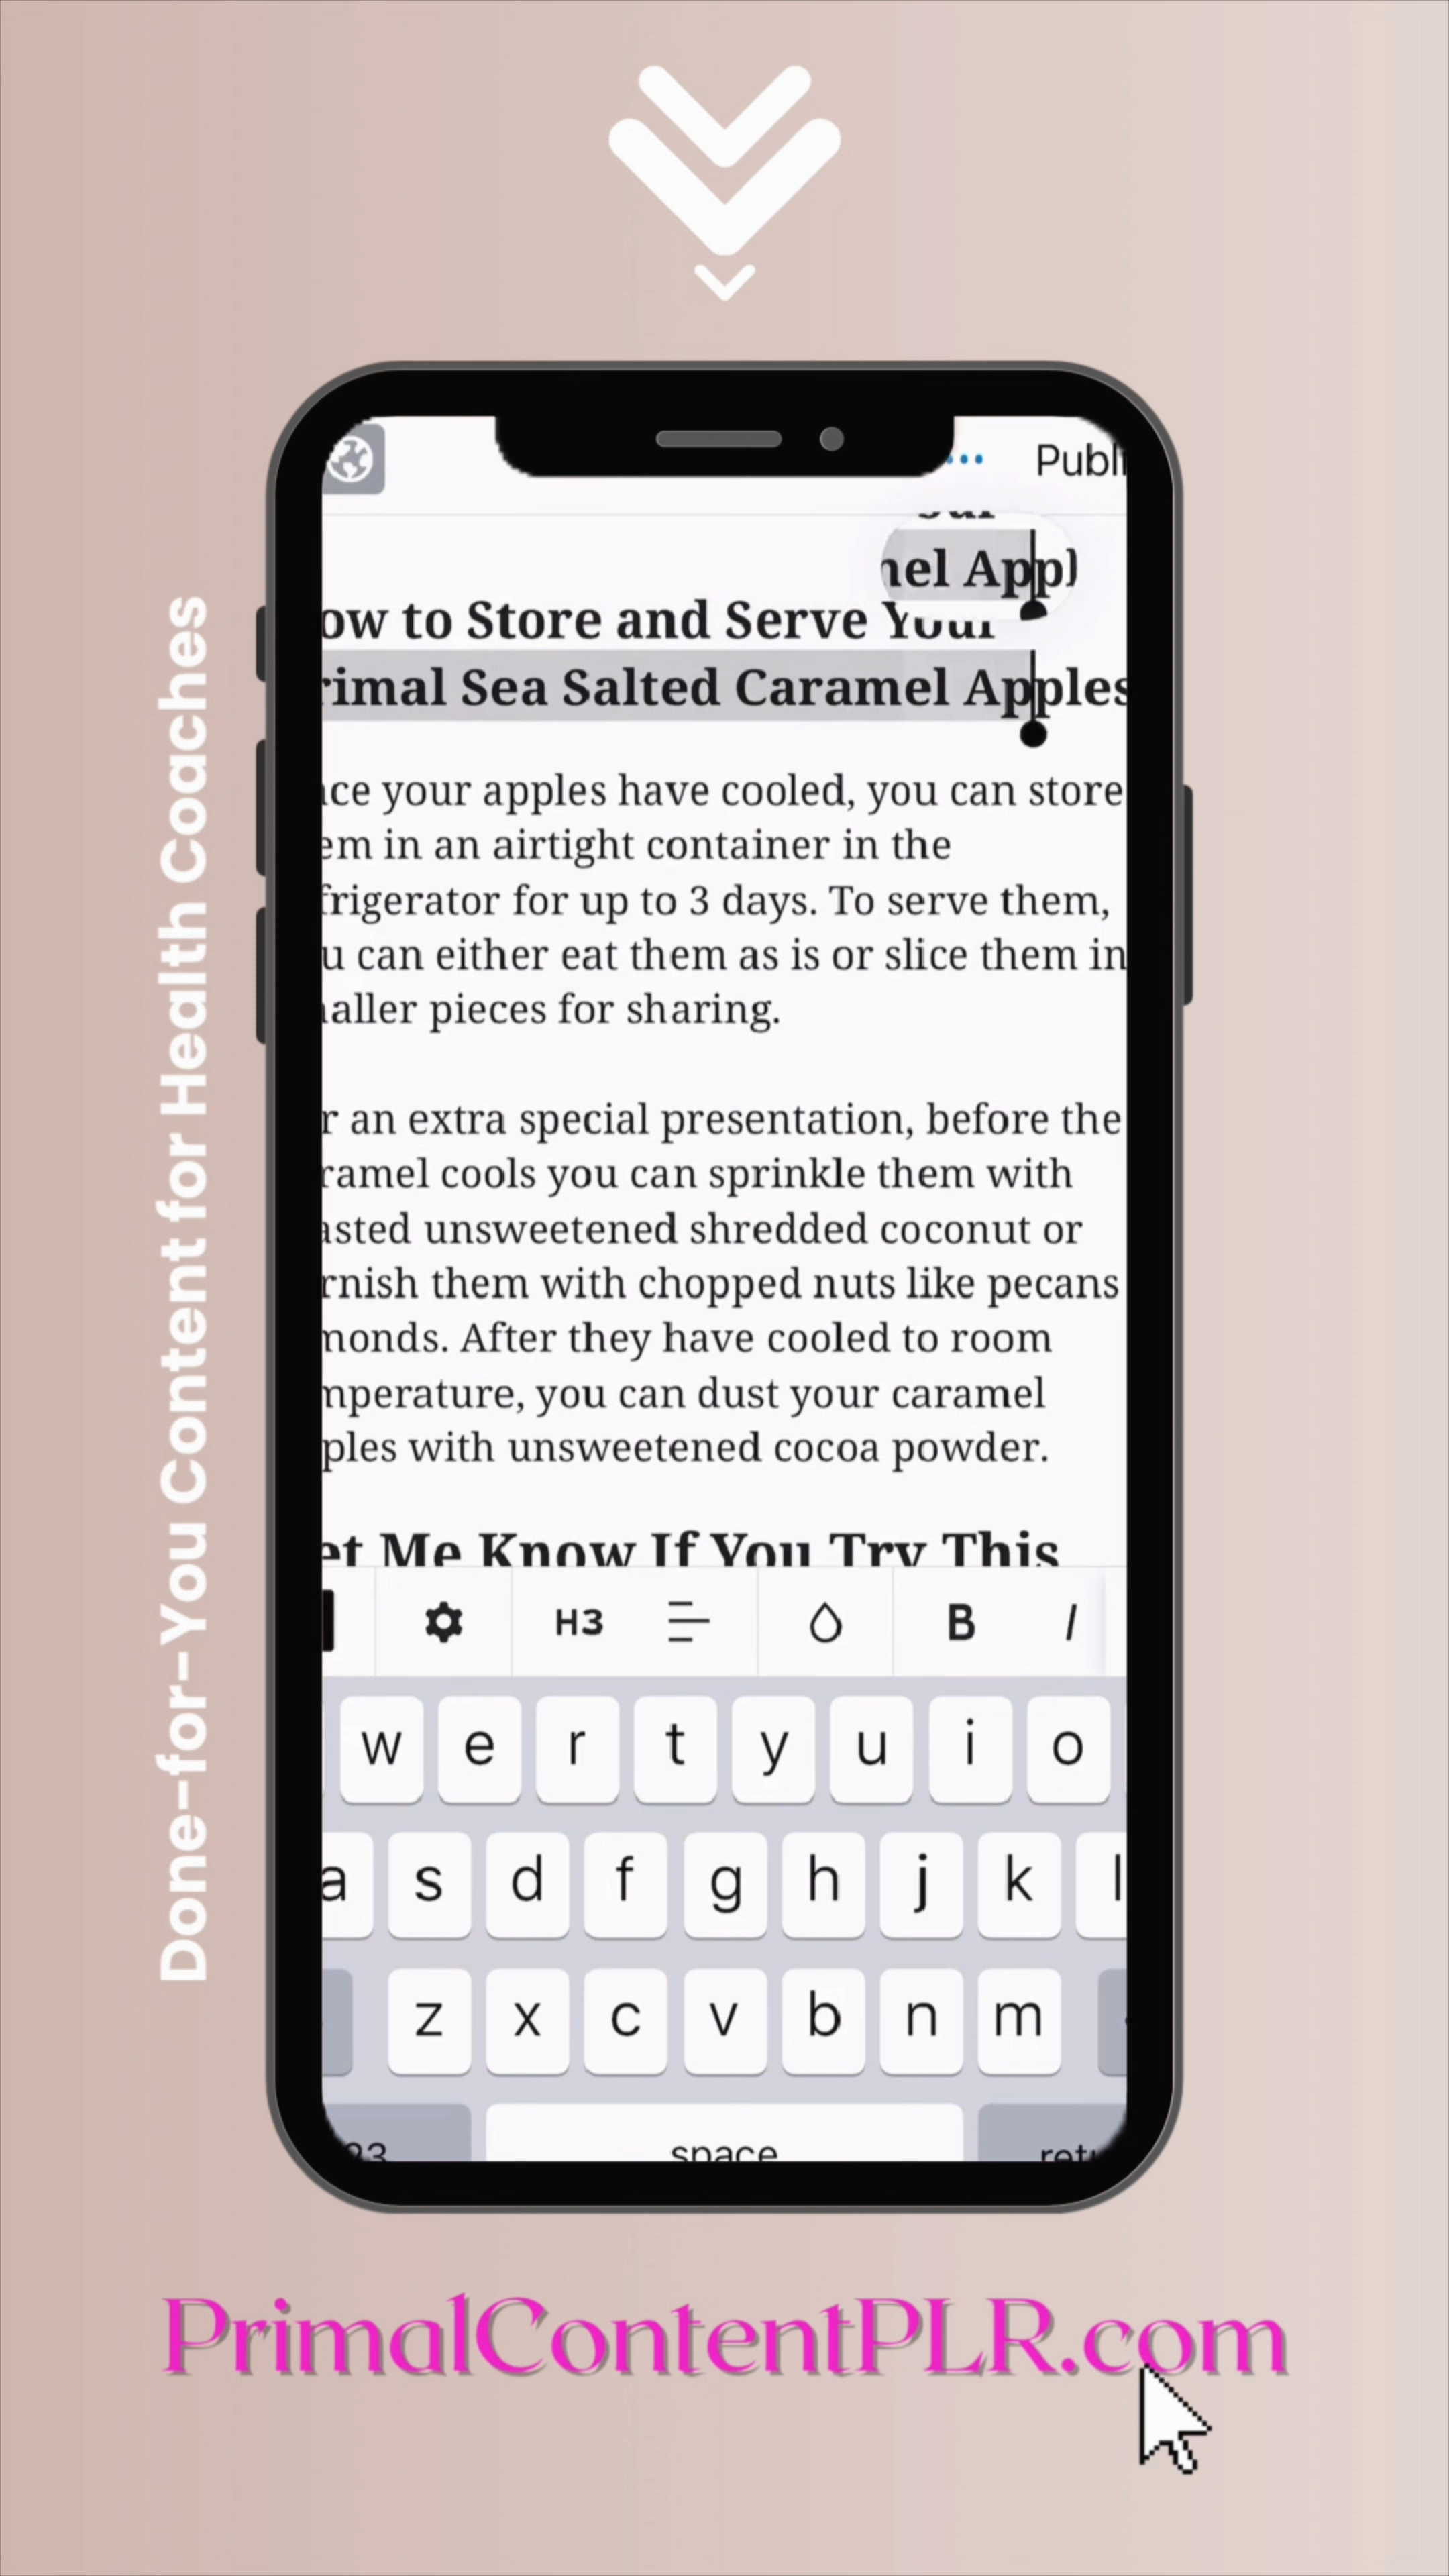 Done-for-You Content for Health Coaches
Publi
nel Appl
ow to Store and Serve Your
rimal Sea Salted Caramel Apples
ce your apples have cooled, you can store
em in an airtight container in the
frigerator for up to 3 days. To serve them,
u can either eat them as is or slice them in
aller pieces for sharing.
r an extra special presentation, before the
ramel cools you can sprinkle them with
asted unsweetened shredded coconut or
rnish them with chopped nuts like pecans
monds. After they have cooled to room
mperature, you can dust your caramel
ples with unsweetened cocoa powder.
et Me Know If You Try This
H3 B I
w e r t y u i o
a s d f g h j k l
z x c v b n m
space
PrimalContentPLR.com